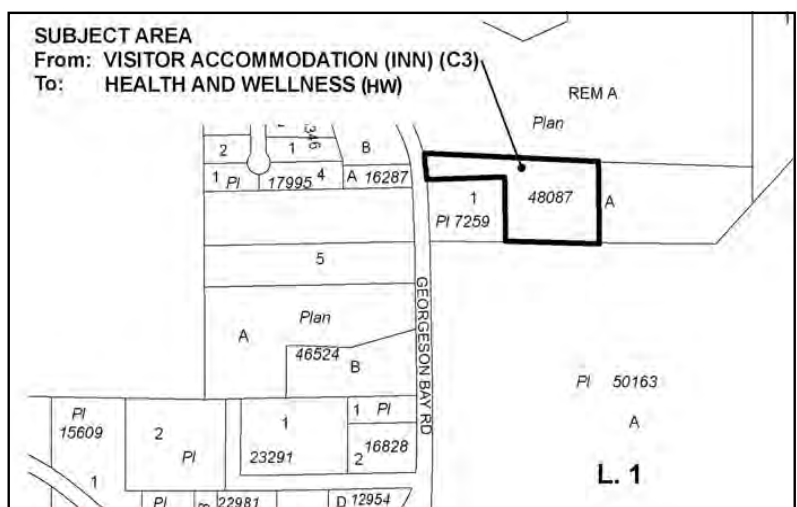 SUBJECT AREA
From: VISITOR ACCOMMODATION (INN) (C3)
To: HEALTH AND WELLNESS (HW)
REM A
Plan
346
2
1
B
1
Pl
17995
4
A
16287
1
Pl 7259
48087
A
5
GEORGESON BAY RD
Plan
A
46524
B
Pl
50163
A
L. 1
Pl
15609
1
2
Pl
1
23291
1
Pl
16828
2
Pl
22981
D
12954